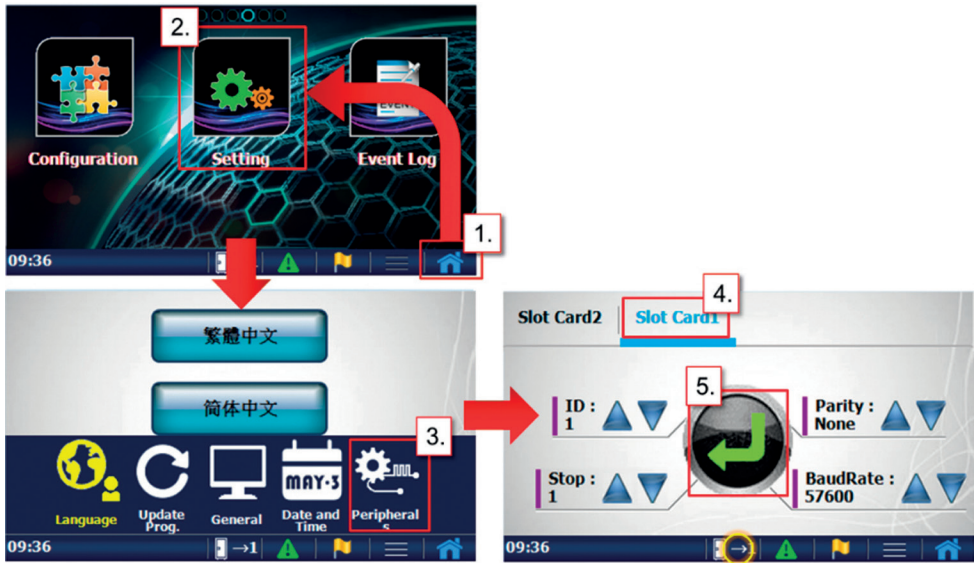 2.
EVENT
Configuration
Setting
Event Log
1.
09:36
繁體中文
简体中文
3.
MAY·3
Language
Update
Prog.
General
Date and
Time
Peripheral
s
09:36
→1
4.
Slot Card2
Slot Card1
5.
ID :
1
Parity :
None
Stop :
1
BaudRate :
57600
09:36
→1